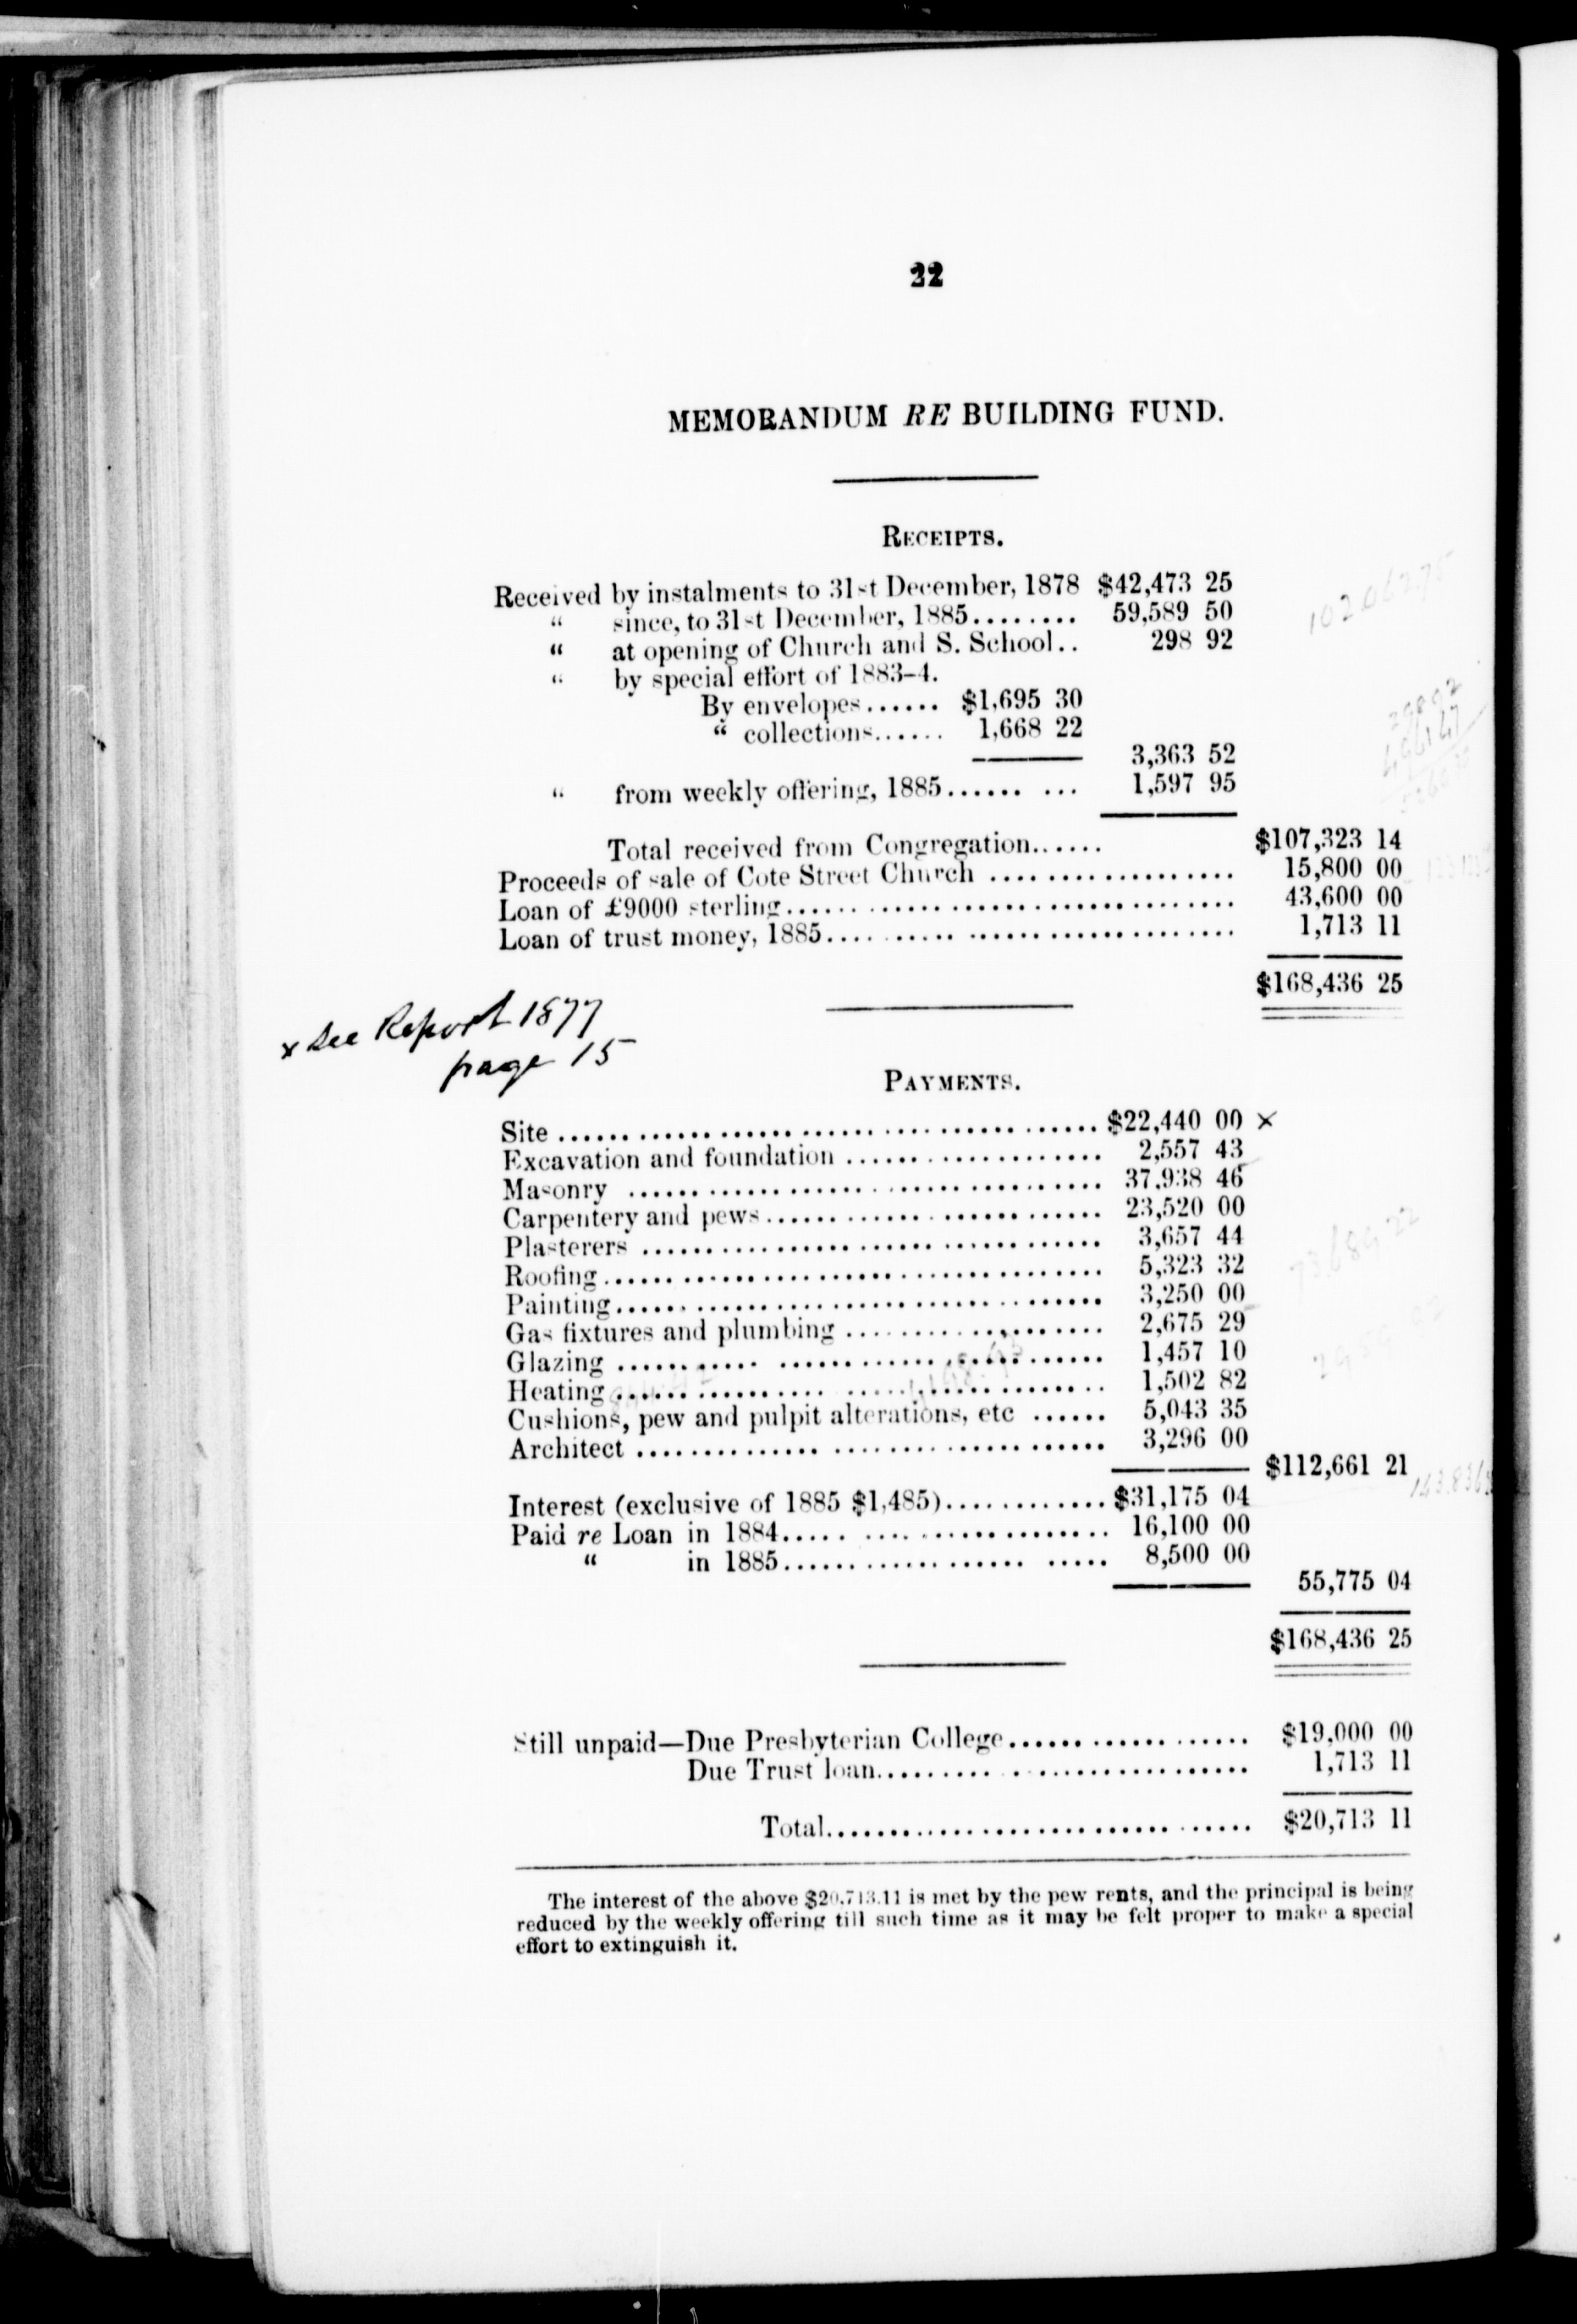 22
MEMORANDUM RE BUILDING FUND.
RECEIPTS.
Received by instalments to 31st December, 1878 $42,473 25
“ since, to 31st December, 1885........ 59,589 50
“ at opening of Church and S. School.. 298 92
“ by special effort of 1883-4.
By envelopes...... $1,695 30
“ collections...... 1,668 22
3,363 52
“ from weekly offering, 1885...... ... 1,597 95
Total received from Congregation...... $107,323 14
Proceeds of sale of Cote Street Church .................. 15,800 00
Loan of £9000 sterling.................................. 43,600 00
Loan of trust money, 1885............................... 1,713 11
$168,436 25
x See Report 1877
page 15
PAYMENTS.
Site ........................................ $22,440 00 x
Excavation and foundation ................... 2,557 43
Masonry .................................... 37,938 46
Carpentery and pews......................... 23,520 00
Plasterers .................................. 3,657 44
Roofing..................................... 5,323 32
Painting.................................... 3,250 00
Gas fixtures and plumbing ................... 2,675 29
Glazing .................................... 1,457 10
Heating .................................... 1,502 82
Cushions, pew and pulpit alterations, etc ...... 5,043 35
Architect .................................. 3,296 00
$112,661 21
Interest (exclusive of 1885 $1,485)............ $31,175 04
Paid re Loan in 1884........................ 16,100 00
“ in 1885........................ 8,500 00
55,775 04
$168,436 25
Still unpaid—Due Presbyterian College.................. $19,000 00
Due Trust loan............................ 1,713 11
Total................................ $20,713 11
The interest of the above $20,713.11 is met by the pew rents, and the principal is being
reduced by the weekly offering till such time as it may be felt proper to make a special
effort to extinguish it.
102062.75